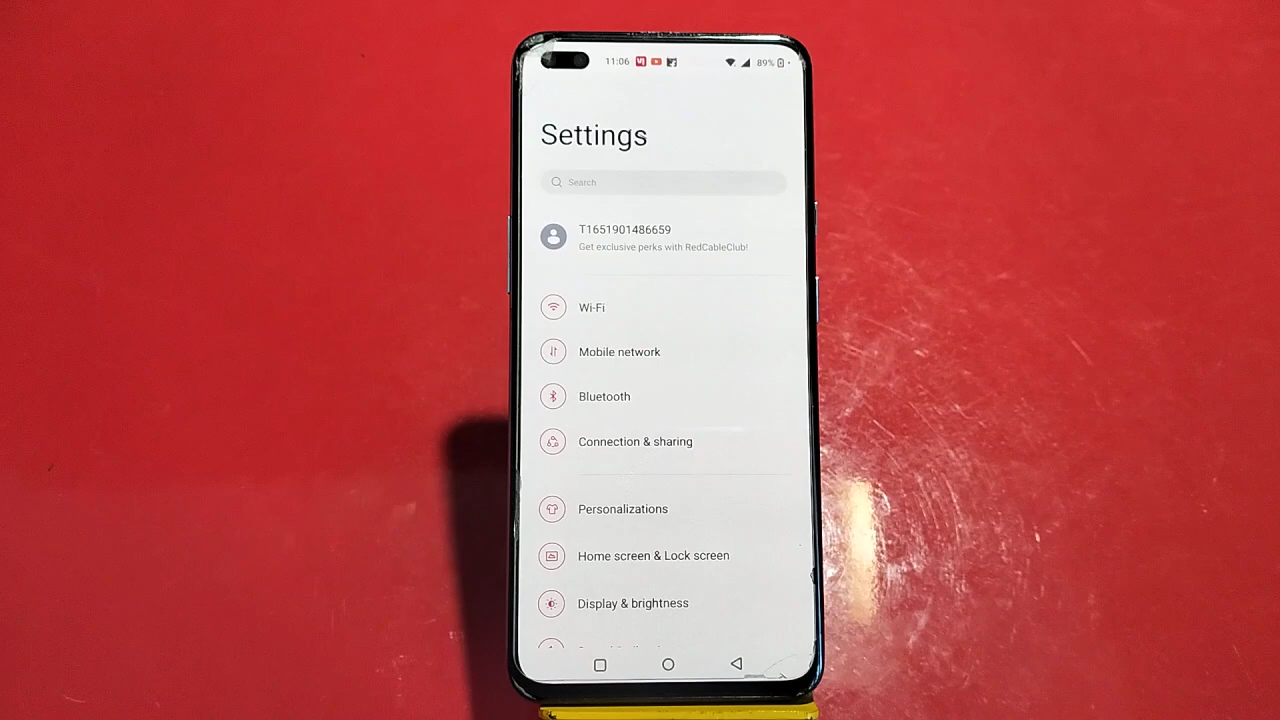 11:06 89%
Settings
Search
T1651901486659
Get exclusive perks with RedCableClub!
Wi-Fi
Mobile network
Bluetooth
Connection & sharing
Personalizations
Home screen & Lock screen
Display & brightness